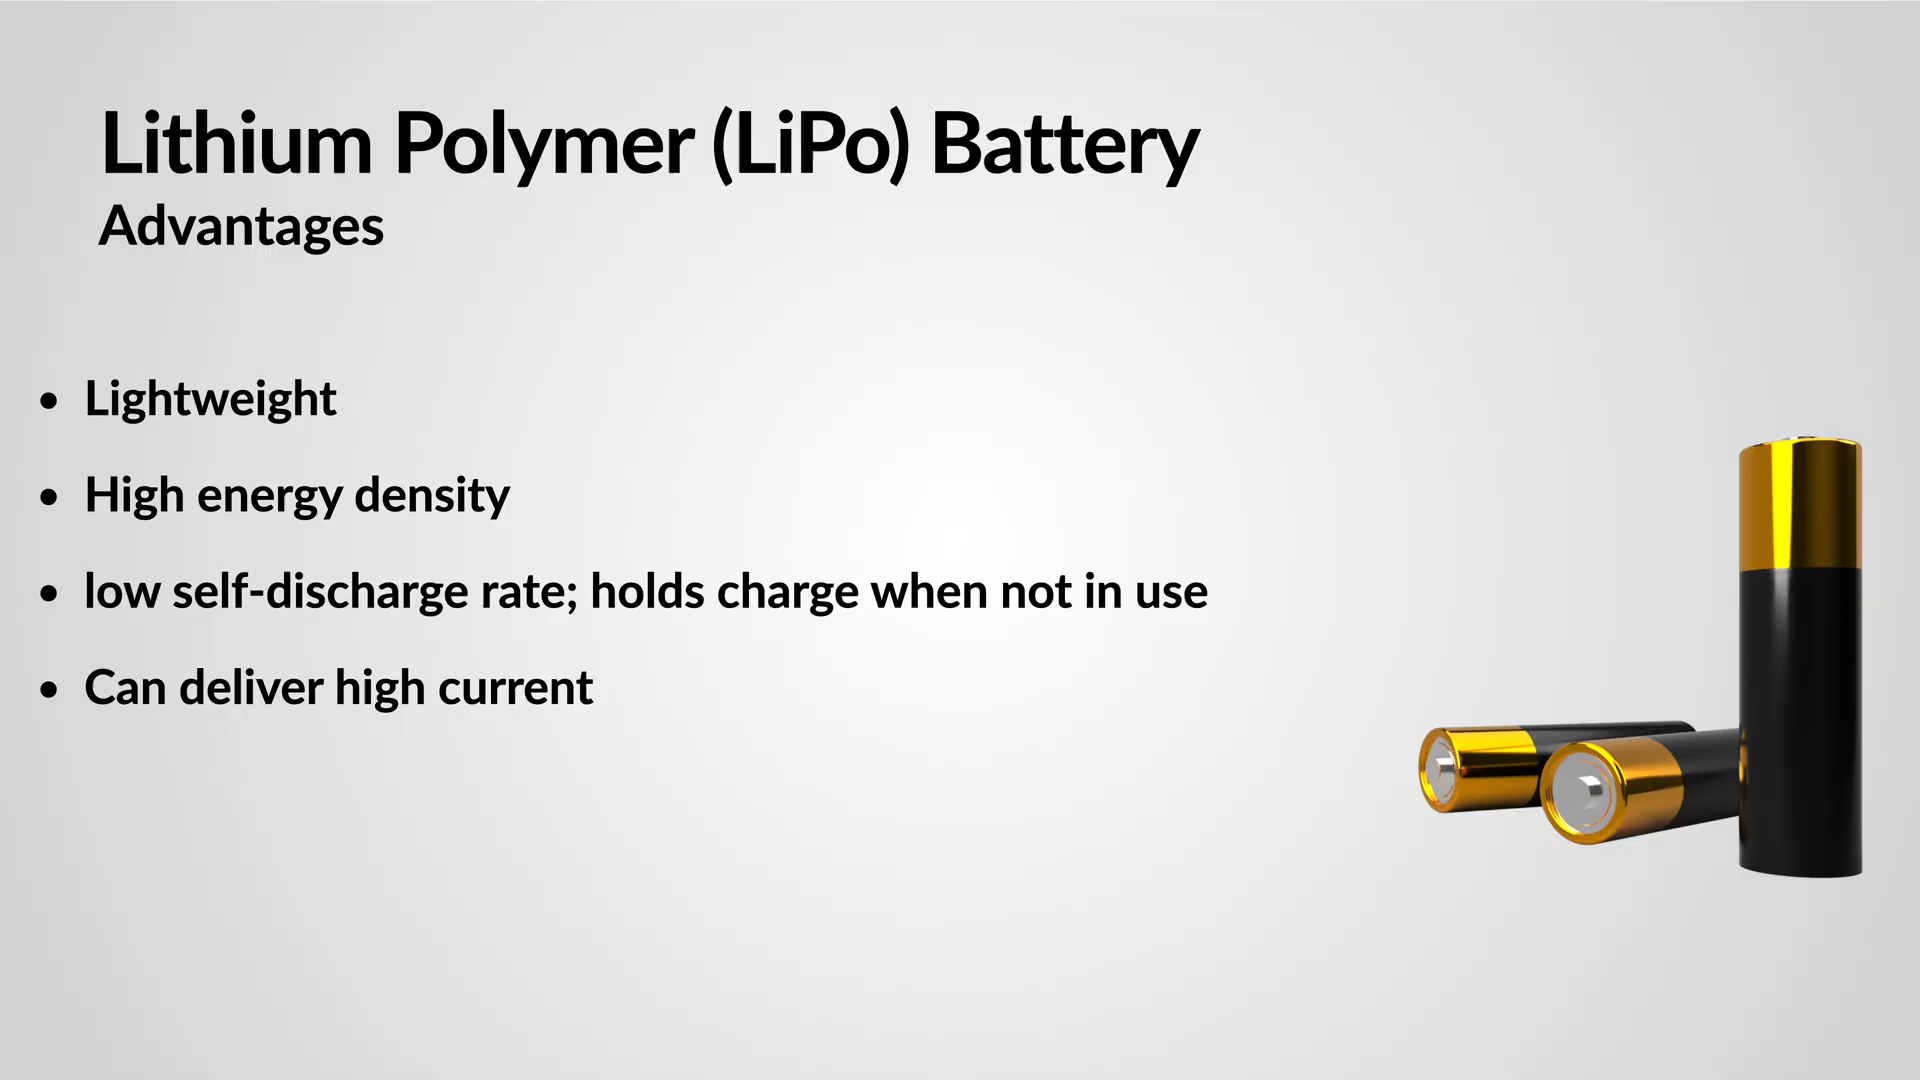 Lithium Polymer (LiPo) Battery
Advantages
• Lightweight
• High energy density
• low self-discharge rate; holds charge when not in use
• Can deliver high current